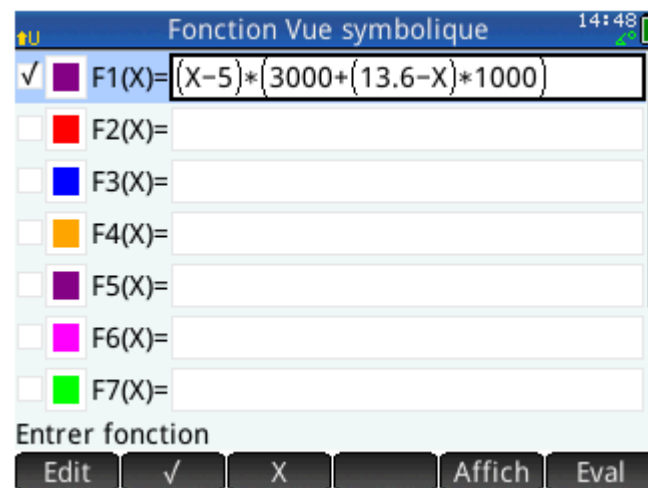 Fonction Vue symbolique 14:48
U
√ F1(X)= (X−5)*(3000+(13.6−X)*1000)
F2(X)=
F3(X)=
F4(X)=
F5(X)=
F6(X)=
F7(X)=
Entrer fonction
Edit √ X Affich Eval